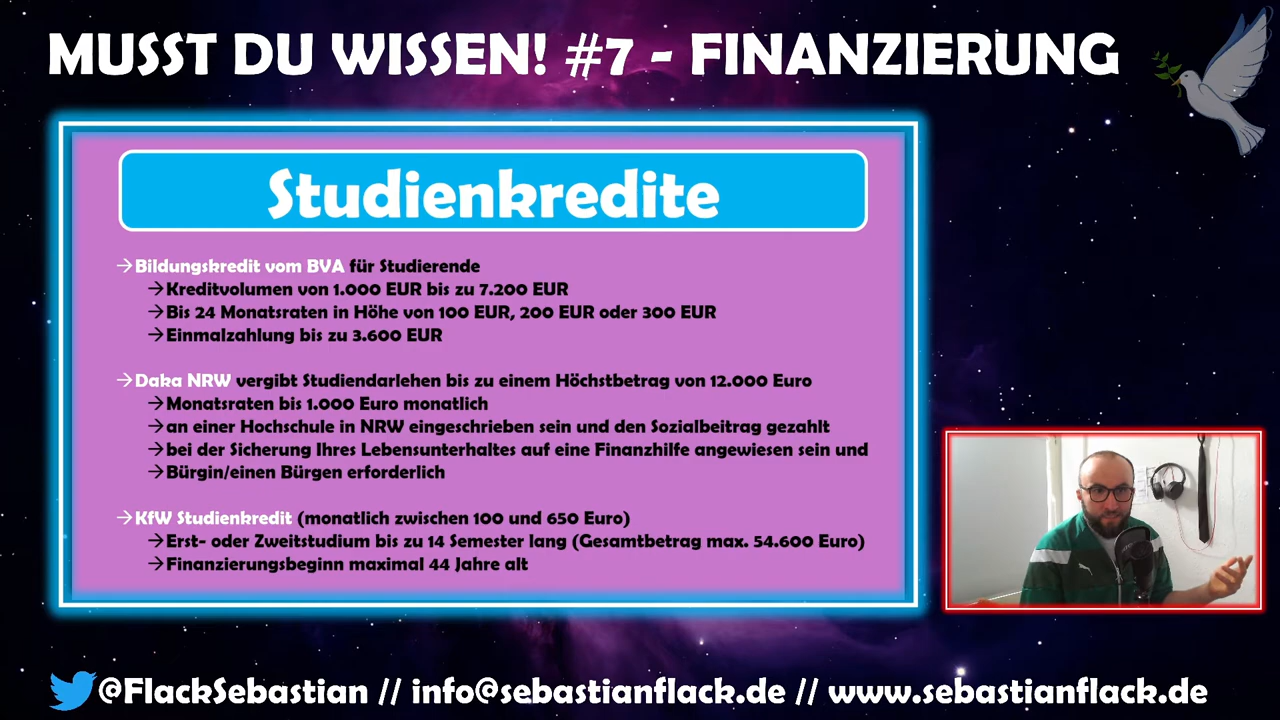 MUSST DU WISSEN! #7 - FINANZIERUNG
Studienkredite
→Bildungskredit vom BVA für Studierende
→Kreditvolumen von 1.000 EUR bis zu 7.200 EUR
→Bis 24 Monatsraten in Höhe von 100 EUR, 200 EUR oder 300 EUR
→Einmalzahlung bis zu 3.600 EUR
→Daka NRW vergibt Studiendarlehen bis zu einem Höchstbetrag von 12.000 Euro
→Monatsraten bis 1.000 Euro monatlich
→an einer Hochschule in NRW eingeschrieben sein und den Sozialbeitrag gezahlt
→bei der Sicherung Ihres Lebensunterhaltes auf eine Finanzhilfe angewiesen sein und
→Bürgin/einen Bürgen erforderlich
→KfW Studienkredit (monatlich zwischen 100 und 650 Euro)
→Erst- oder Zweitstudium bis zu 14 Semester lang (Gesamtbetrag max. 54.600 Euro)
→Finanzierungsbeginn maximal 44 Jahre alt
@FlackSebastian // info@sebastianflack.de // www.sebastianflack.de